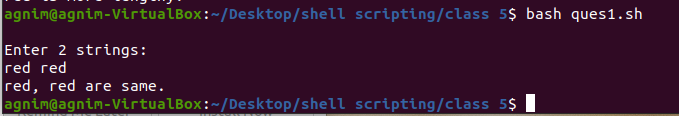 agnim@agnim-VirtualBox:~/Desktop/shell scripting/class 5$ bash ques1.sh
Enter 2 strings:
red red
red, red are same.
agnim@agnim-VirtualBox:~/Desktop/shell scripting/class 5$